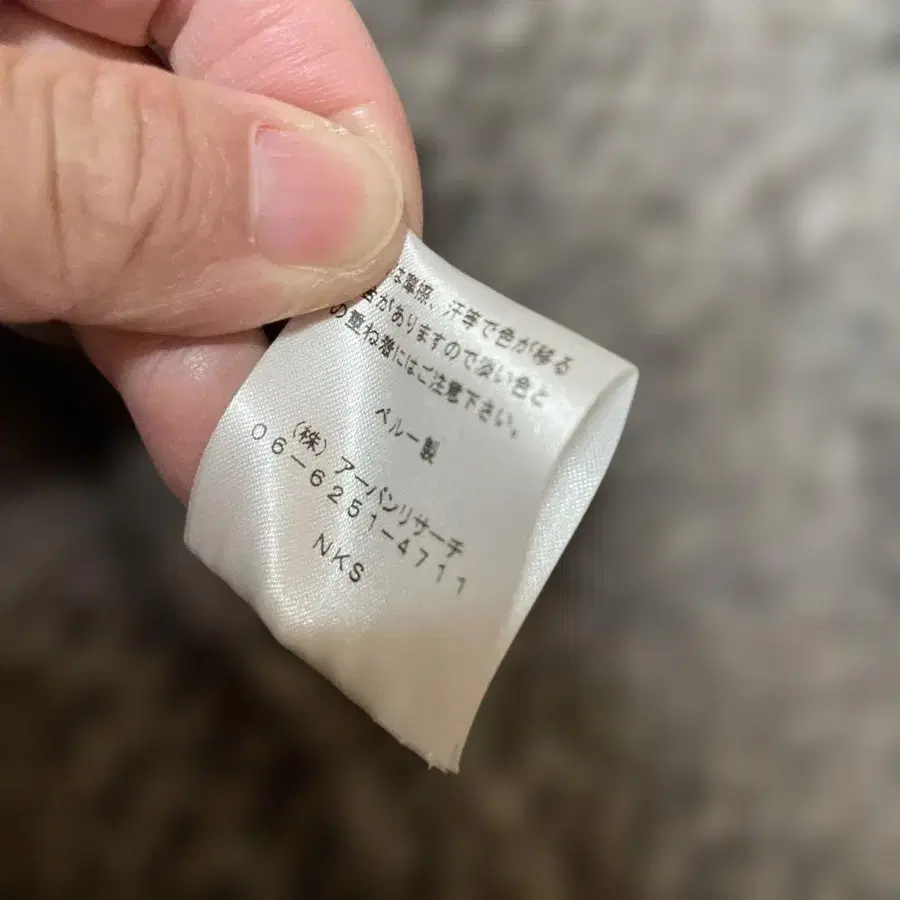 は摩擦、汗等で色が移る
合がありますので淡い色と
の重ね着にはご注意下さい。
ペルー製
(株) アーバンリサーチ
06-6251-4711
NKS